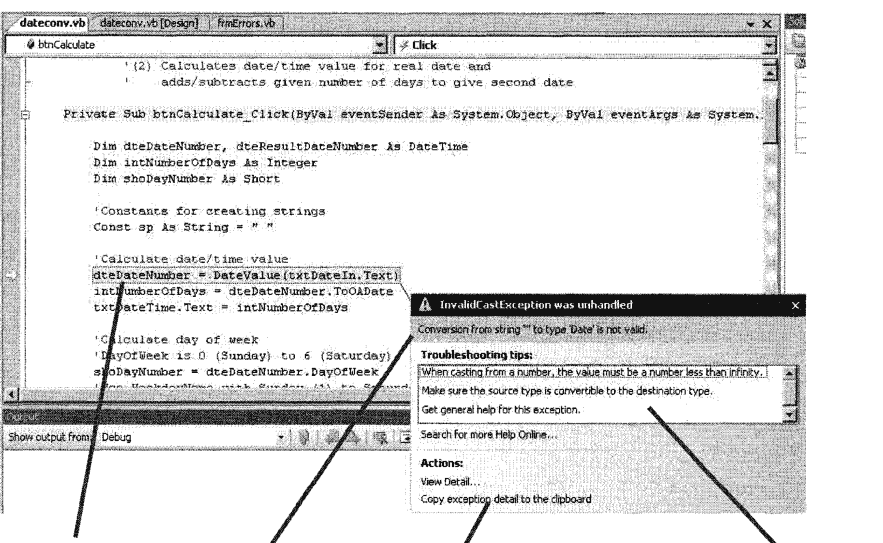 dateconv.vb dateconv.vb [Design] frmErrors.vb
btnCalculate Click
'(2) Calculates date/time value for real date and
' adds/subtracts given number of days to give second date
Private Sub btnCalculate_Click(ByVal eventSender As System.Object, ByVal eventArgs As System.
Dim dteDateNumber, dteResultDateNumber As DateTime
Dim intNumberOfDays As Integer
Dim shoDayNumber As Short
'Constants for creating strings
Const sp As String = " "
'Calculate date/time value
dteDateNumber = DateValue(txtDateIn.Text)
intNumberOfDays = dteDateNumber.ToOADate
txtDateTime.Text = intNumberOfDays
'Calculate day of week
'DayOfWeek is 0 (Sunday) to 6 (Saturday)
shoDayNumber = dteDateNumber.DayOfWeek
InvalidCastException was unhandled
Conversion from string "" to type 'Date' is not valid.
Troubleshooting tips:
When casting from a number, the value must be a number less than infinity.
Make sure the source type is convertible to the destination type.
Get general help for this exception.
Search for more Help Online...
Actions:
View Detail...
Copy exception detail to the clipboard
Output
Show output from: Debug